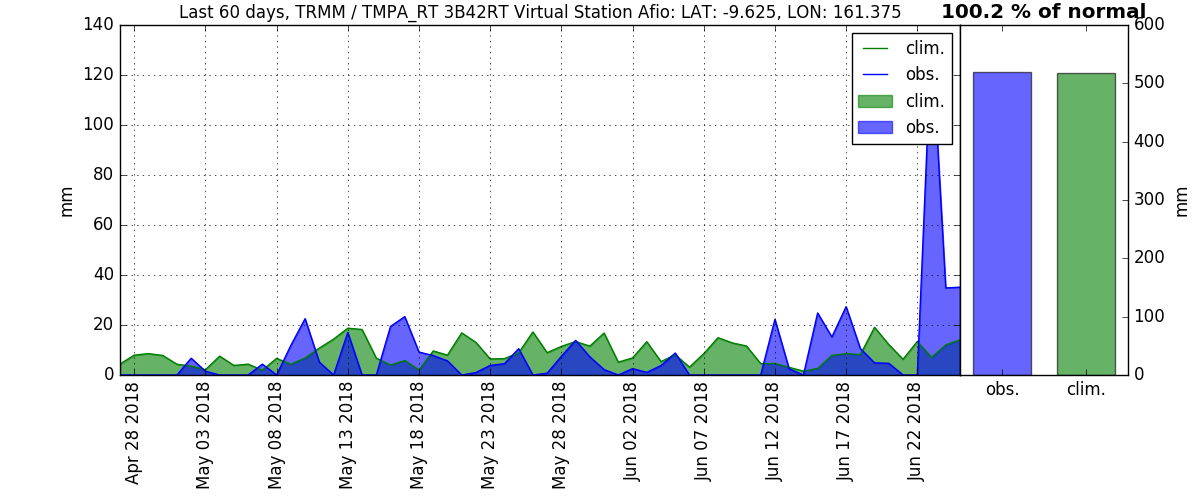 Last 60 days, TRMM / TMPA_RT 3B42RT Virtual Station Afio: LAT: -9.625, LON: 161.375
100.2 % of normal
140
120
100
80
60
40
20
0
mm
clim.
obs.
clim.
obs.
600
500
400
300
200
100
0
mm
obs.
clim.
Apr 28 2018
May 03 2018
May 08 2018
May 13 2018
May 18 2018
May 23 2018
May 28 2018
Jun 02 2018
Jun 07 2018
Jun 12 2018
Jun 17 2018
Jun 22 2018